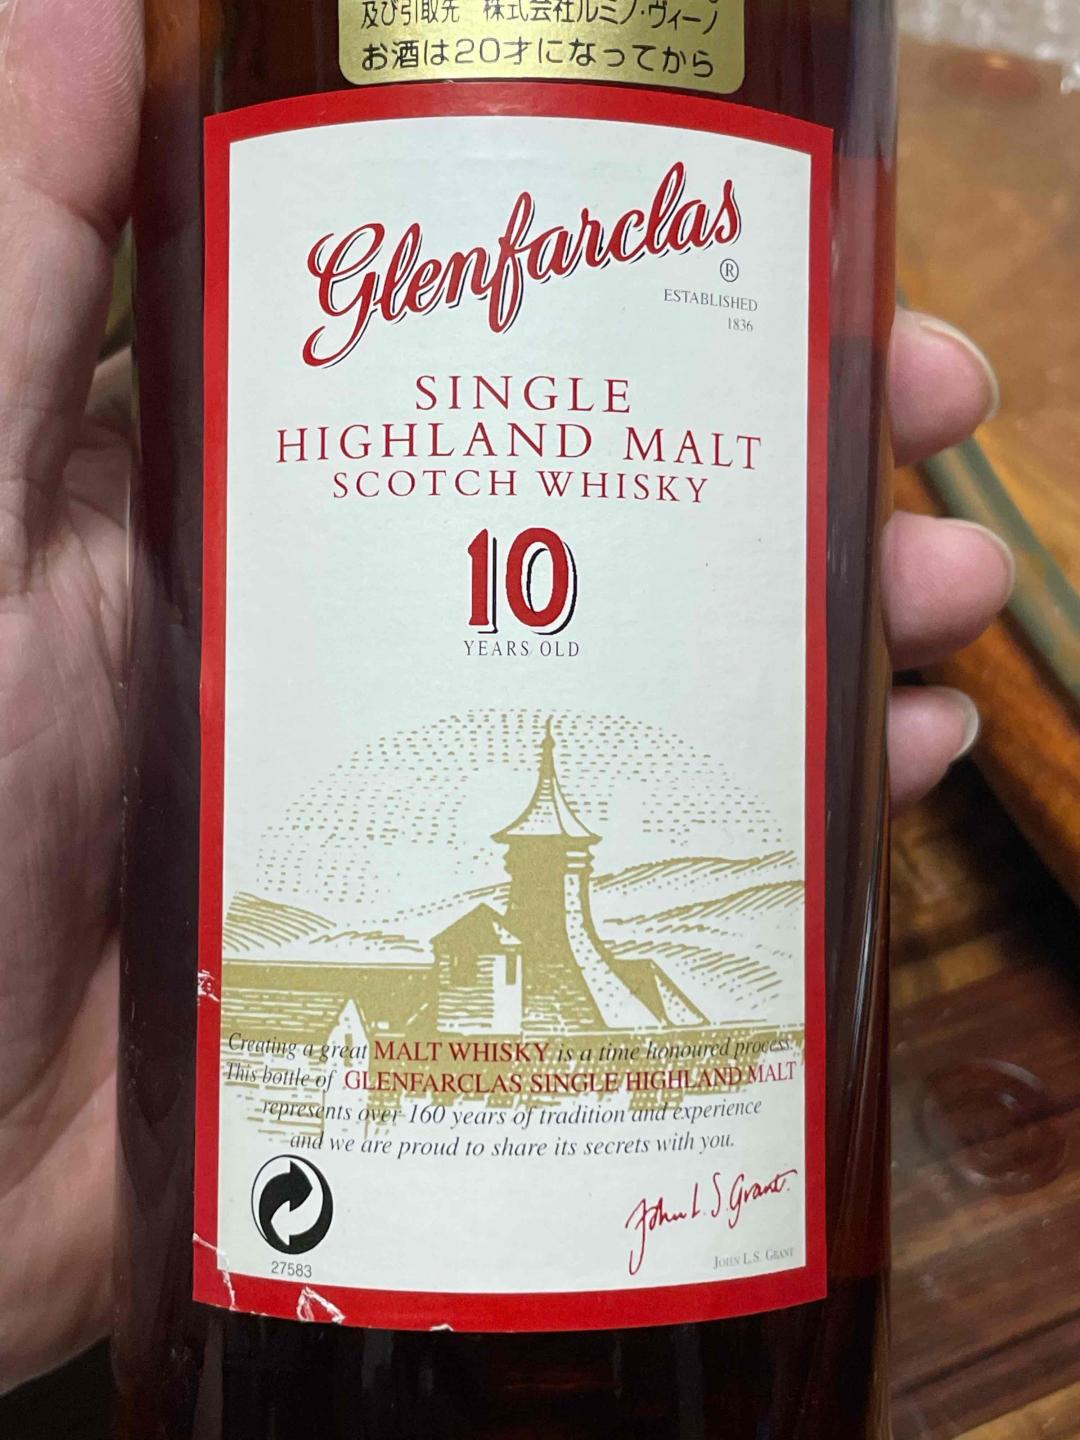 及び引取先 株式会社ルミノ・ヴィーノ
お酒は20才になってから
Glenfarclas
®
ESTABLISHED
1836
SINGLE
HIGHLAND MALT
SCOTCH WHISKY
10
YEARS OLD
Creating a great MALT WHISKY is a time honoured process.
This bottle of GLENFARCLAS SINGLE HIGHLAND MALT
represents over 160 years of tradition and experience
and we are proud to share its secrets with you.
John L.S. Grant.
JOHN L.S. GRANT
27583